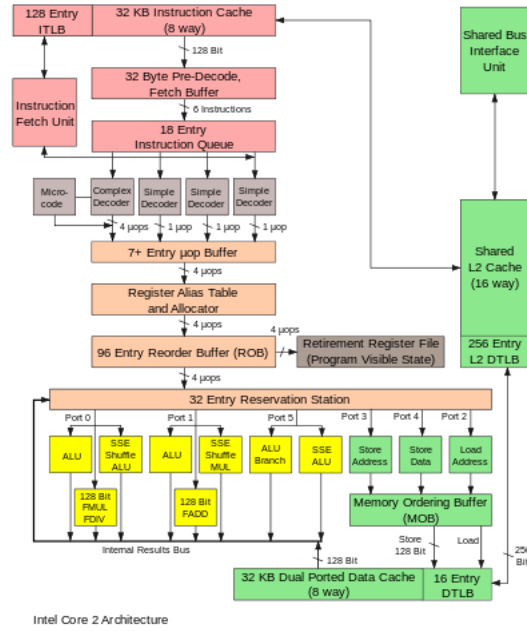 128 Entry
ITLB
32 KB Instruction Cache
(8 way)
Shared Bus
Interface
Unit
128 Bit
32 Byte Pre-Decode,
Fetch Buffer
Instruction
Fetch Unit
6 Instructions
18 Entry
Instruction Queue
Micro-
code
Complex
Decoder
Simple
Decoder
Simple
Decoder
Simple
Decoder
4 µops
1 µop
1 µop
1 µop
Shared
L2 Cache
(16 way)
7+ Entry µop Buffer
4 µops
Register Alias Table
and Allocator
4 µops
4 µops
96 Entry Reorder Buffer (ROB)
Retirement Register File
(Program Visible State)
256 Entry
L2 DTLB
4 µops
32 Entry Reservation Station
Port 0
Port 1
Port 5
Port 3
Port 4
Port 2
ALU
SSE
Shuffle
ALU
ALU
SSE
Shuffle
MUL
ALU
Branch
SSE
ALU
Store
Address
Store
Data
Load
Address
128 Bit
FMUL
FDIV
128 Bit
FADD
Memory Ordering Buffer
(MOB)
Internal Results Bus
Store
128 Bit
Load
128 Bit
256
Bit
32 KB Dual Ported Data Cache
(8 way)
16 Entry
DTLB
Intel Core 2 Architecture